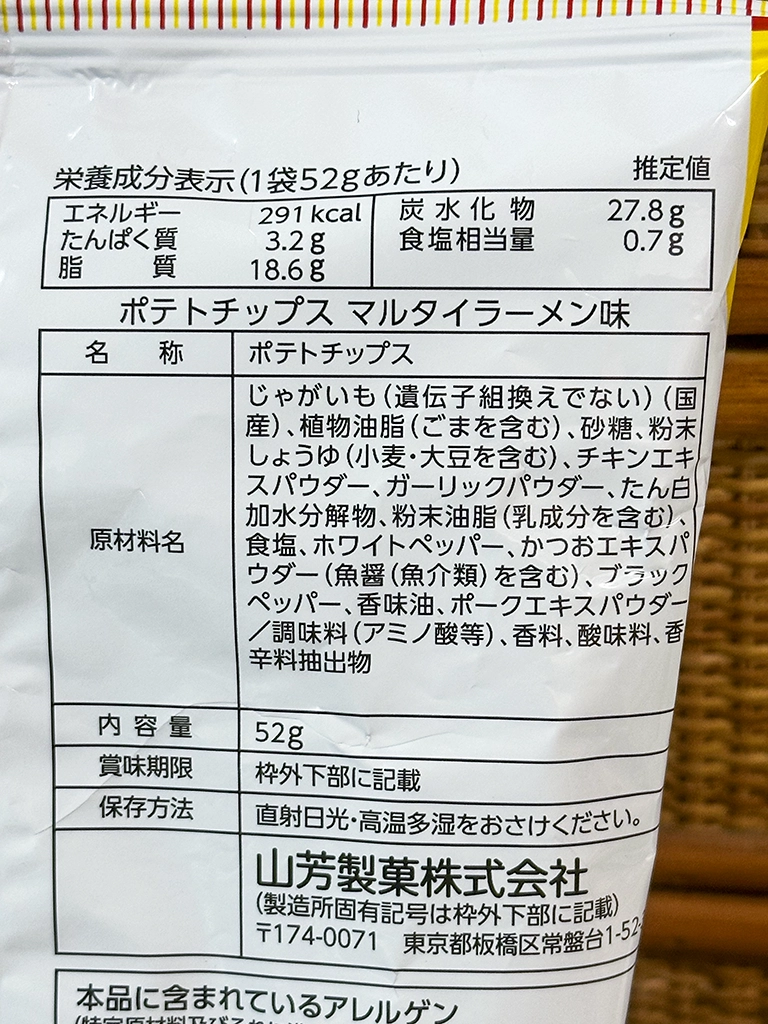 栄養成分表示(1袋52gあたり) 推定値
エネルギー 291kcal 炭水化物 27.8g
たんぱく質 3.2g 食塩相当量 0.7g
脂質 18.6g
ポテトチップス マルタイラーメン味
名称 ポテトチップス
原材料名
じゃがいも(遺伝子組換えでない)(国
産)、植物油脂(ごまを含む)、砂糖、粉末
しょうゆ(小麦・大豆を含む)、チキンエキ
スパウダー、ガーリックパウダー、たん白
加水分解物、粉末油脂(乳成分を含む)、
食塩、ホワイトペッパー、かつおエキスパ
ウダー(魚醤(魚介類)を含む)、ブラック
ペッパー、香味油、ポークエキスパウダー
/調味料(アミノ酸等)、香料、酸味料、香
辛料抽出物
内容量 52g
賞味期限 枠外下部に記載
保存方法 直射日光・高温多湿をおさけください。
山芳製菓株式会社
(製造所固有記号は枠外下部に記載)
〒174-0071 東京都板橋区常盤台1-52-
本品に含まれているアレルゲン